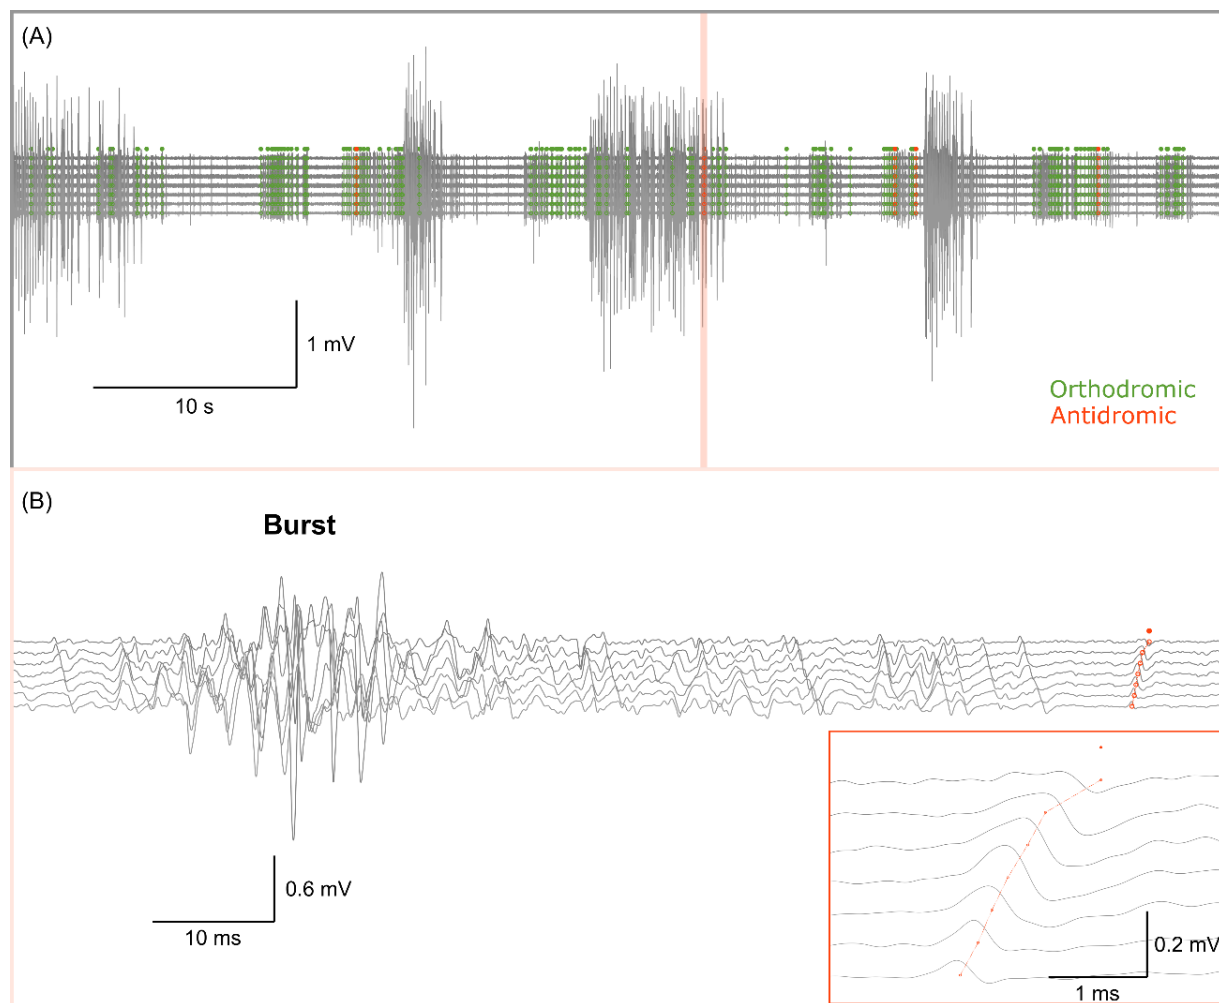 (A)
1 mV
10 s
Orthodromic
Antidromic
(B)
Burst
0.6 mV
10 ms
0.2 mV
1 ms